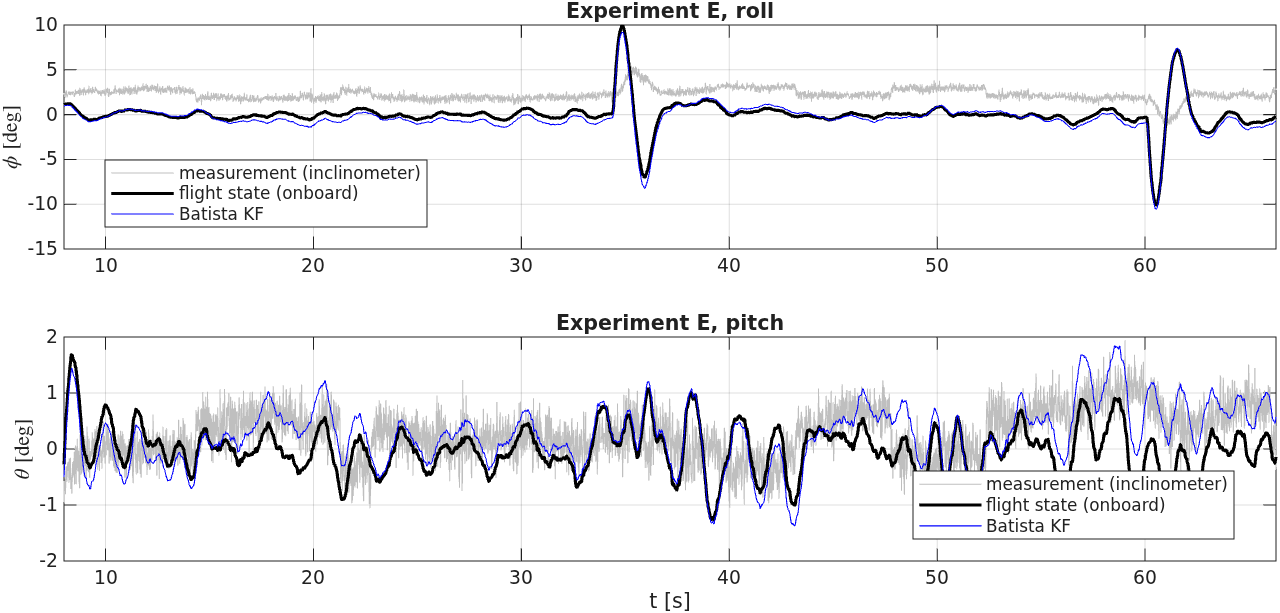 Experiment E, roll
10
5
0
-5
-10
-15
ϕ [deg]
measurement (inclinometer)
flight state (onboard)
Batista KF
10 20 30 40 50 60
Experiment E, pitch
2
1
0
-1
-2
θ [deg]
measurement (inclinometer)
flight state (onboard)
Batista KF
10 20 30 40 50 60
t [s]